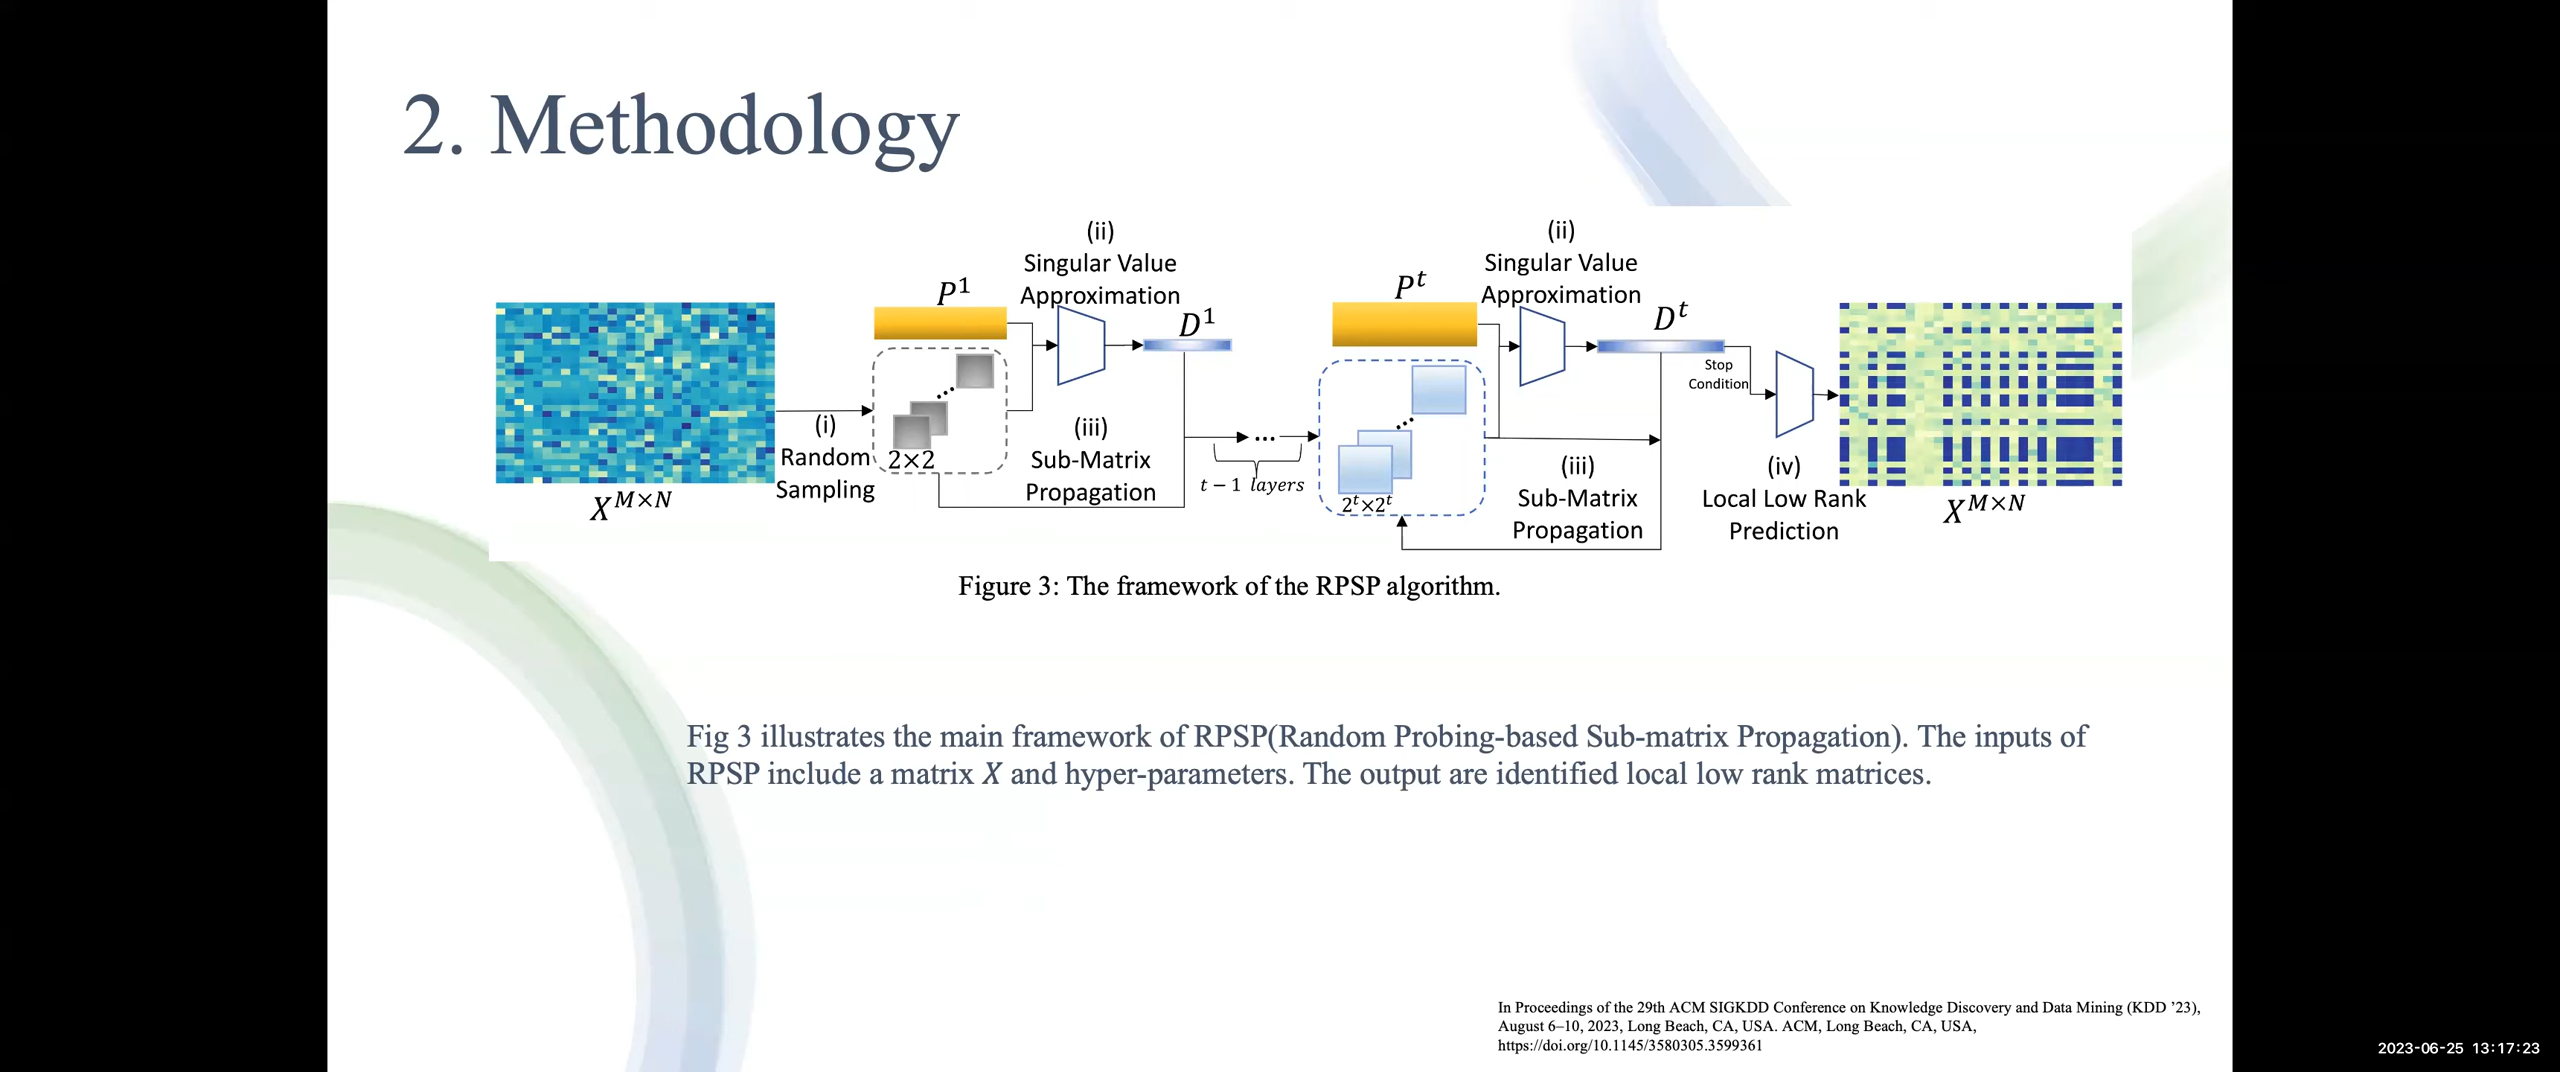 2. Methodology
(ii)
Singular Value
Approximation
P¹
D¹
(i)
Random
Sampling
2×2
(iii)
Sub-Matrix
Propagation
t − 1 layers
X^{M×N}
(ii)
Singular Value
Approximation
P^t
D^t
Stop
Condition
2^t×2^t
(iii)
Sub-Matrix
Propagation
(iv)
Local Low Rank
Prediction
X^{M×N}
Figure 3: The framework of the RPSP algorithm.
Fig 3 illustrates the main framework of RPSP(Random Probing-based Sub-matrix Propagation). The inputs of
RPSP include a matrix X and hyper-parameters. The output are identified local low rank matrices.
In Proceedings of the 29th ACM SIGKDD Conference on Knowledge Discovery and Data Mining (KDD ’23),
August 6–10, 2023, Long Beach, CA, USA. ACM, Long Beach, CA, USA,
https://doi.org/10.1145/3580305.3599361
2023-06-25 13:17:23